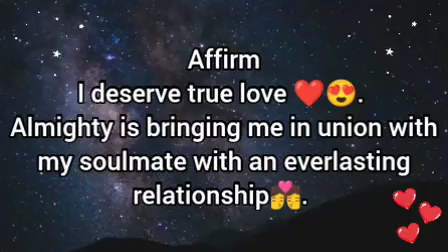 Affirm
I deserve true love ❤️😍.
Almighty is bringing me in union with
my soulmate with an everlasting
relationship💏.